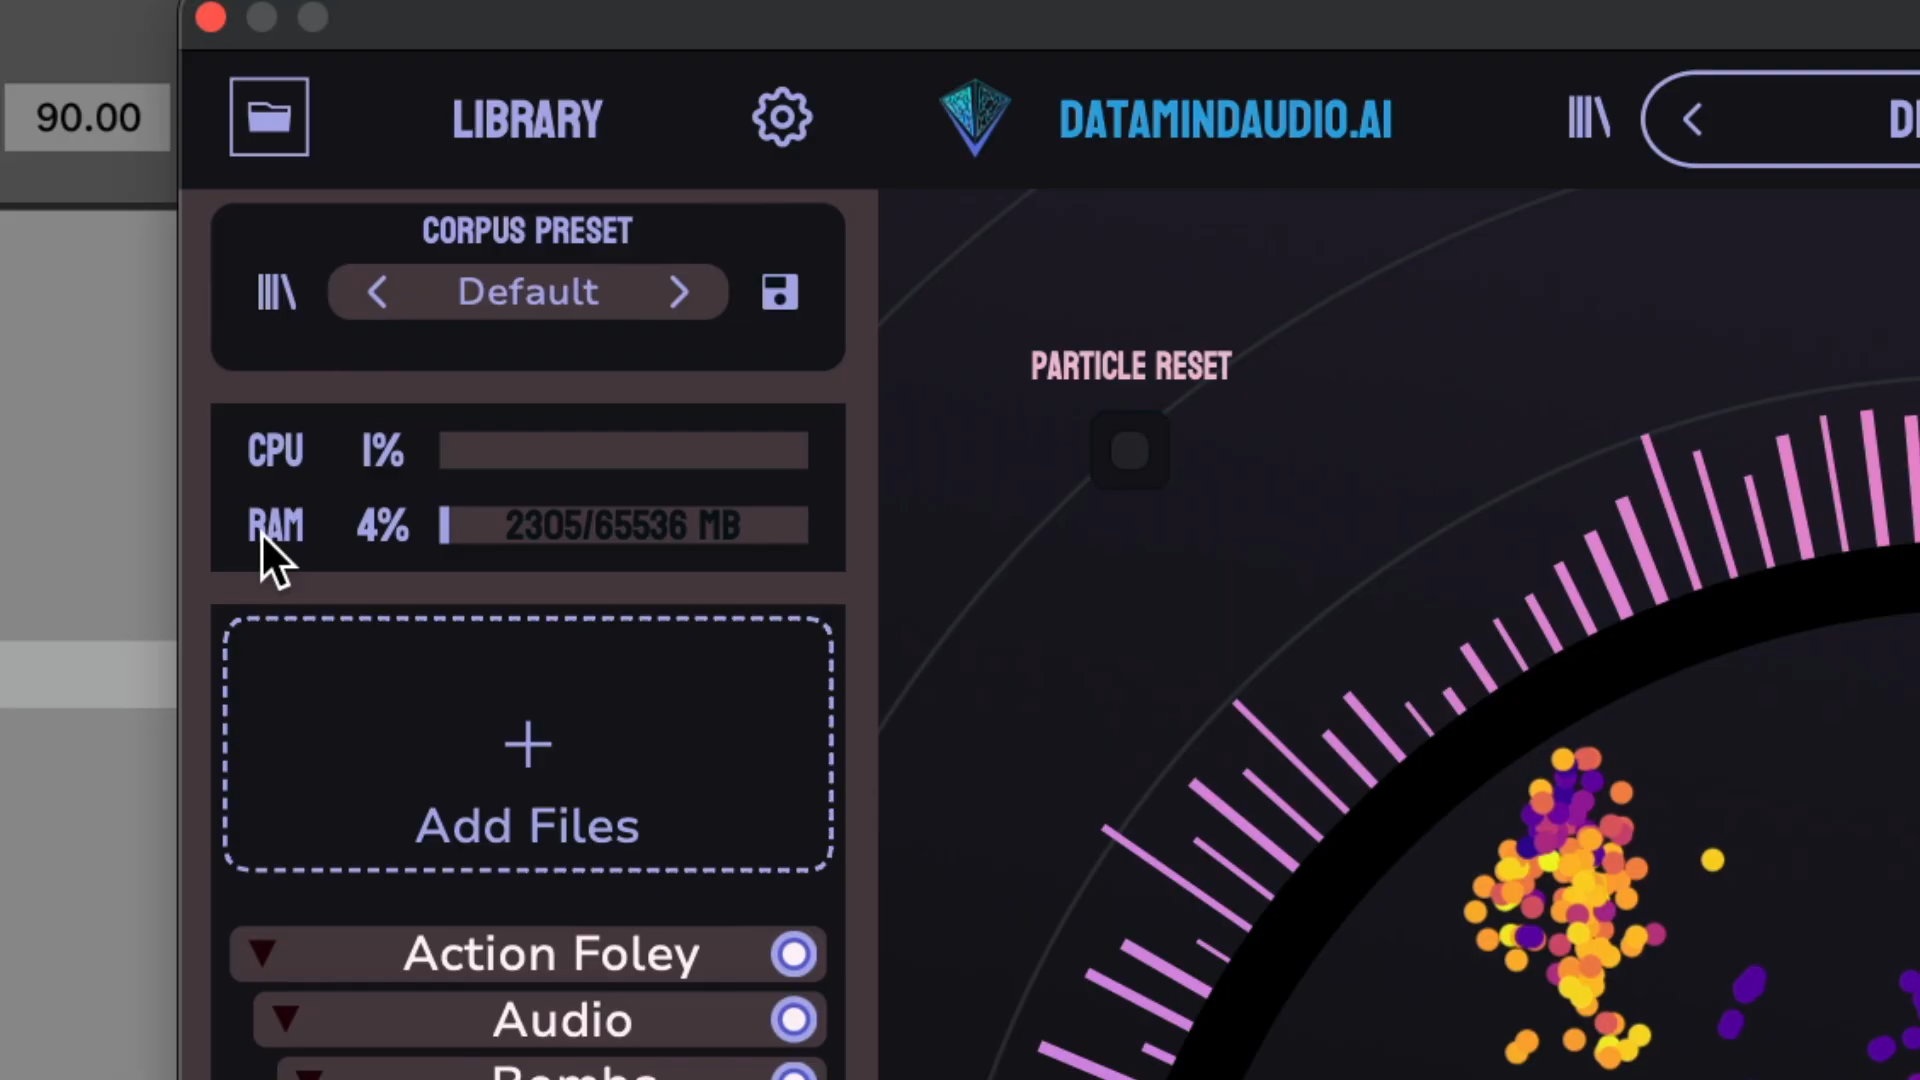 90.00
LIBRARY
DATAMINDAUDIO.AI
CORPUS PRESET
Default
PARTICLE RESET
CPU 1%
RAM 4% 2305/65536 MB
Add Files
Action Foley
Audio